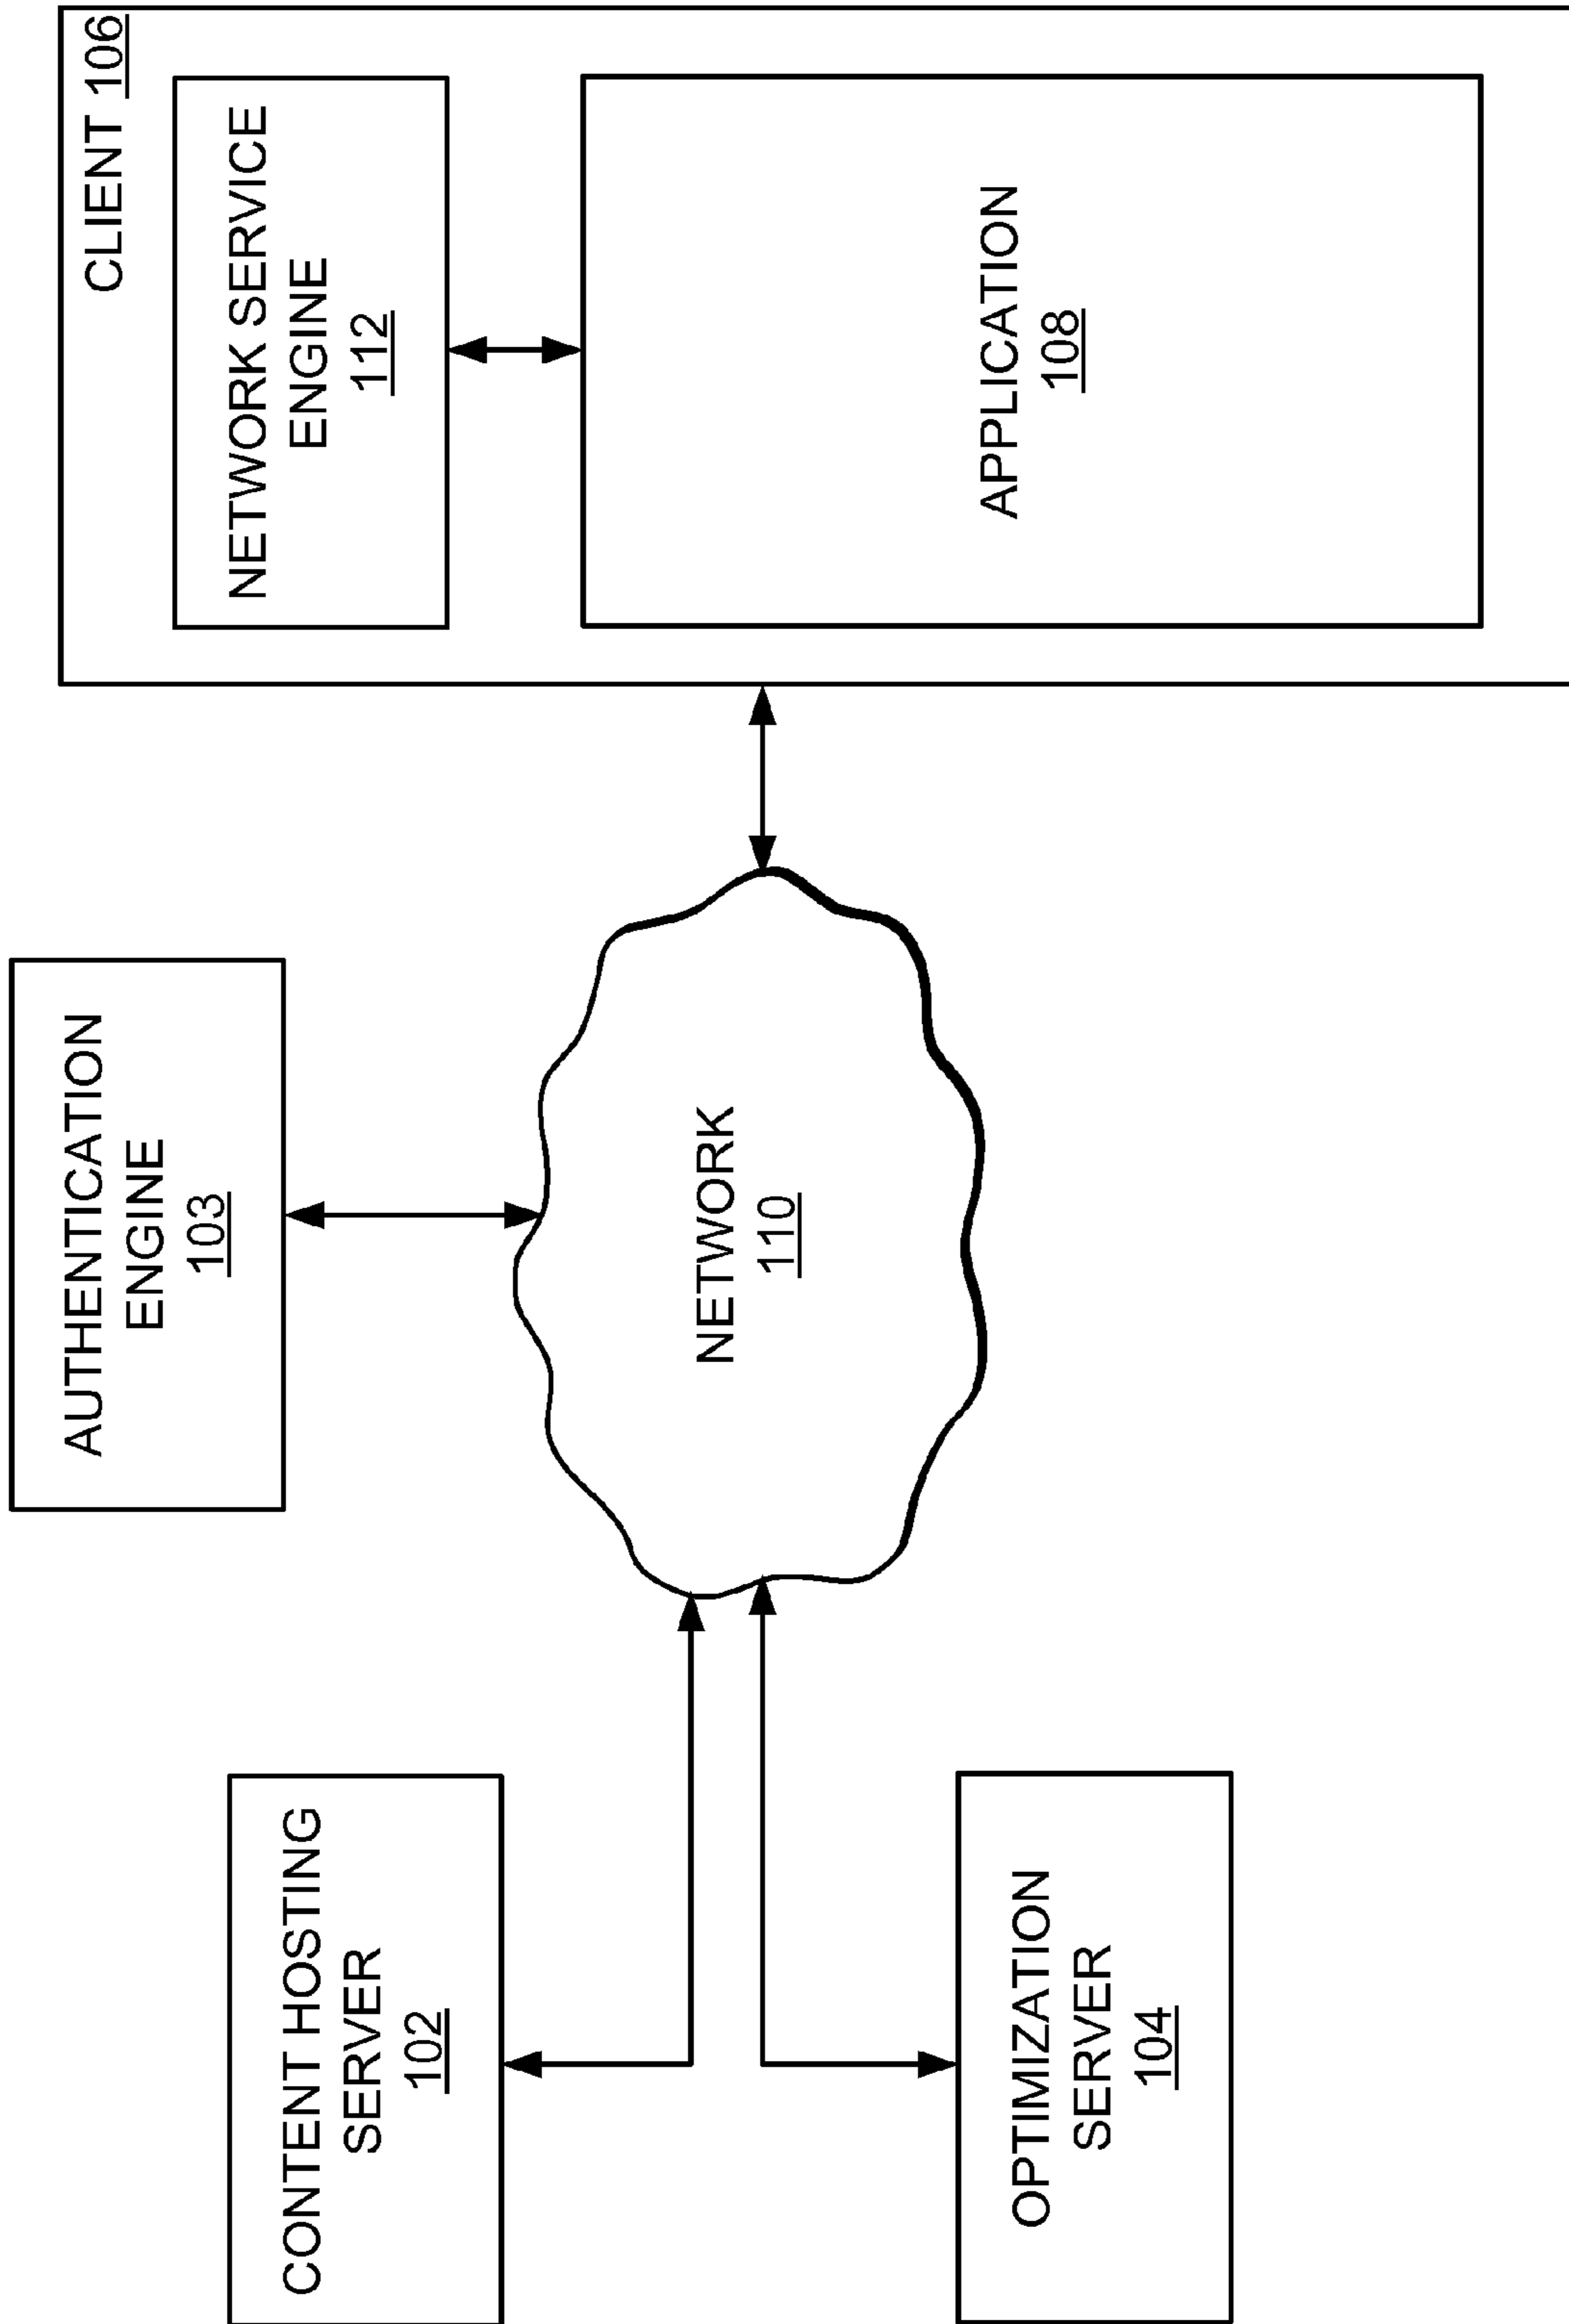 CONTENT HOSTING
SERVER
102
AUTHENTICATION
ENGINE
103
OPTIMIZATION
SERVER
104
NETWORK
110
CLIENT 106
NETWORK SERVICE
ENGINE
112
APPLICATION
108